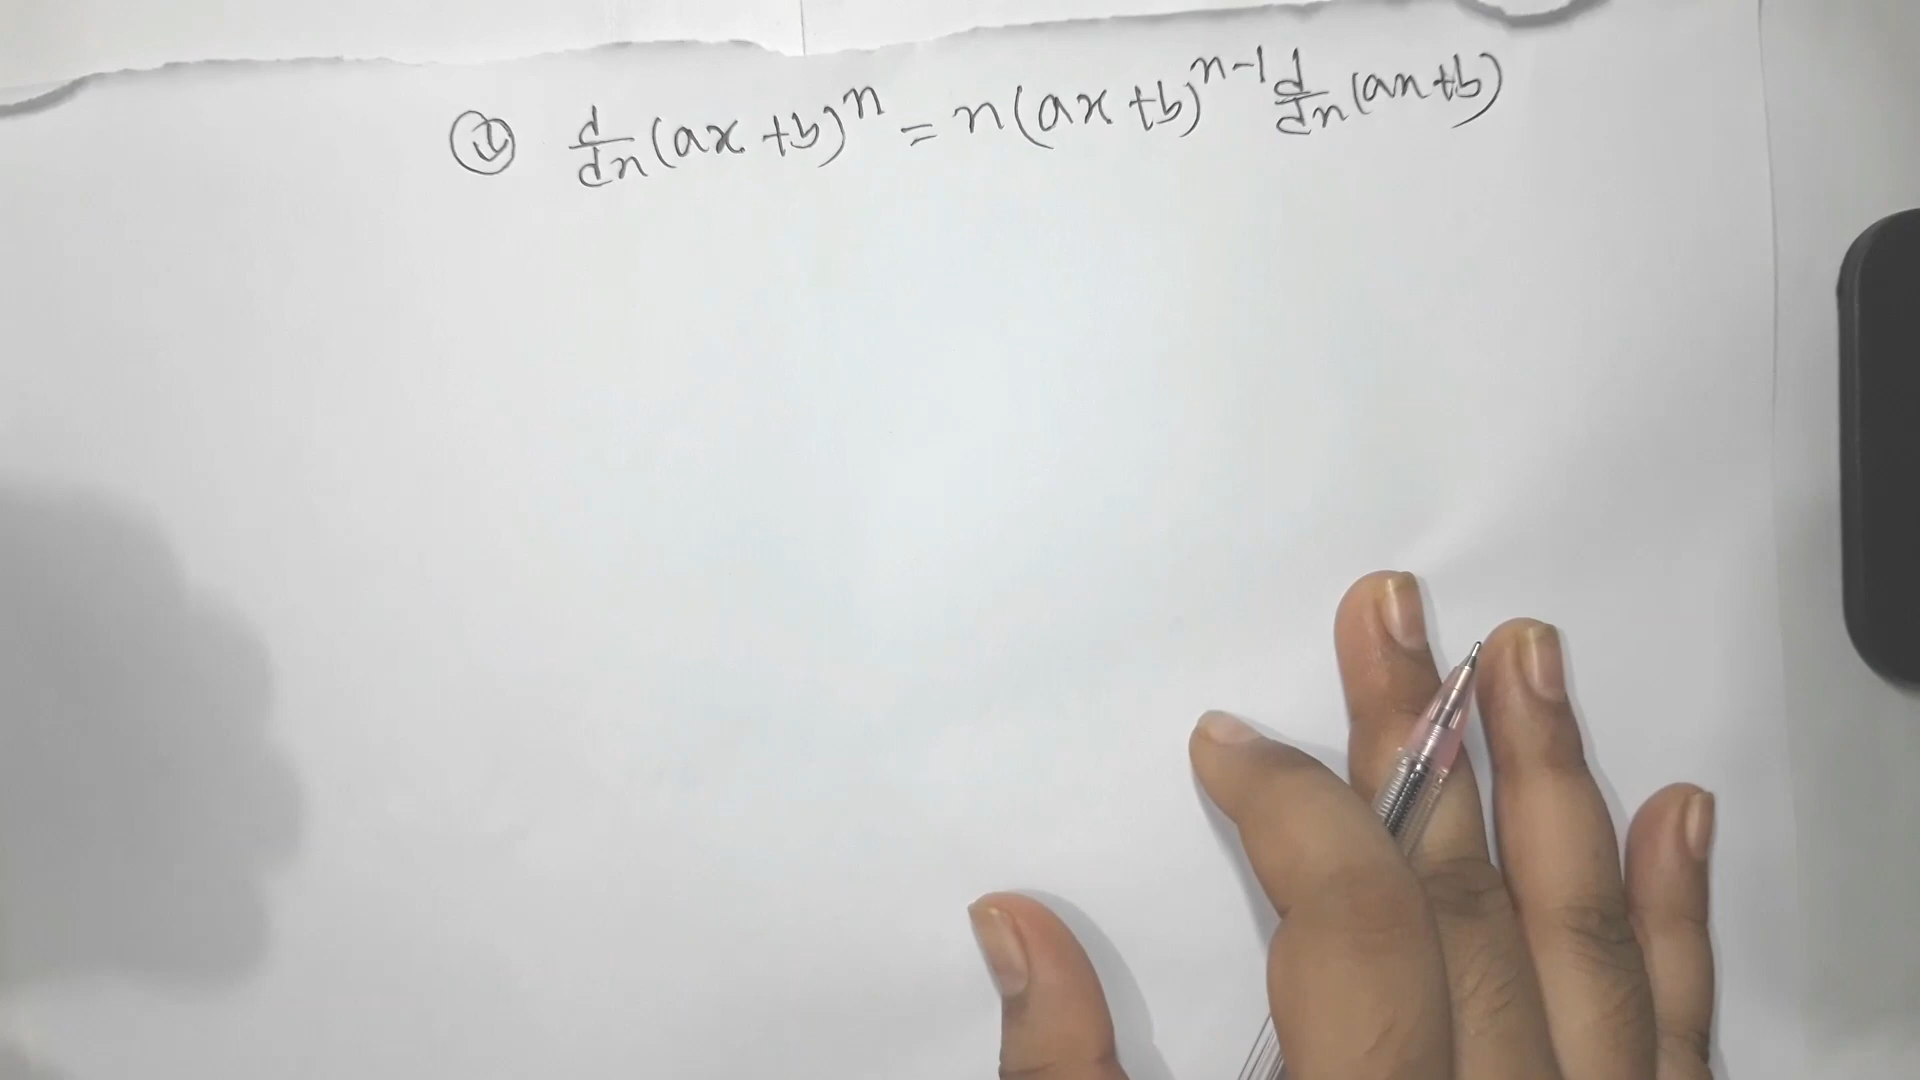 ① d/dx (ax+b)^n = n(ax+b)^{n-1} d/dx (ax+b)